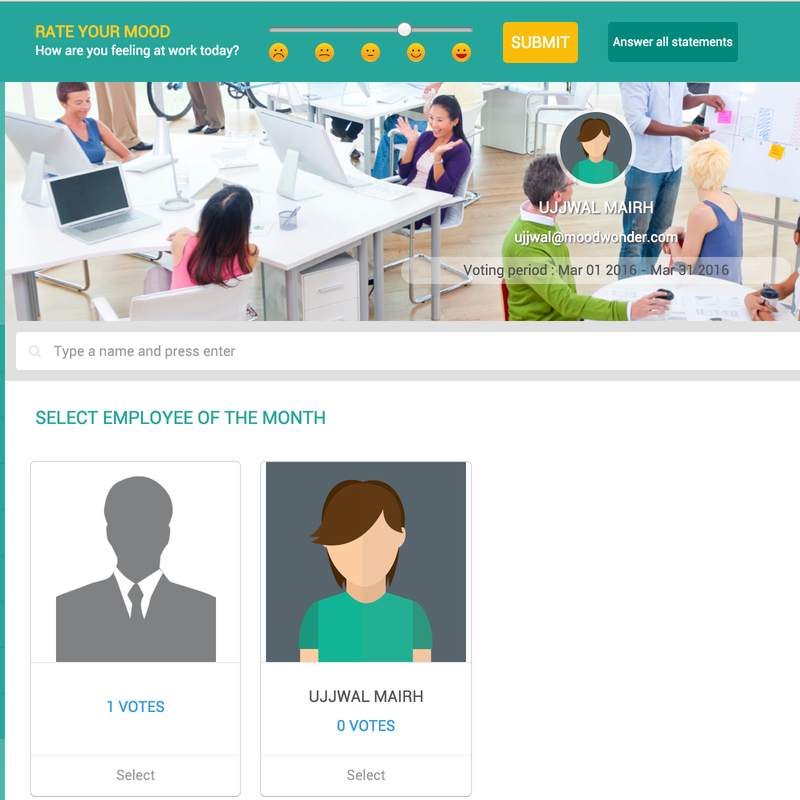 RATE YOUR MOOD
How are you feeling at work today?
SUBMIT
Answer all statements
UJJWAL MAIRH
ujjwal@moodwonder.com
Voting period : Mar 01 2016 - Mar 31 2016
Type a name and press enter
SELECT EMPLOYEE OF THE MONTH
1 VOTES
Select
UJJWAL MAIRH
0 VOTES
Select